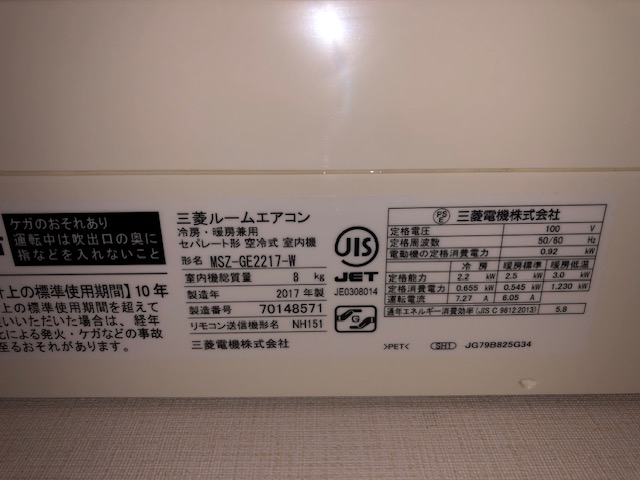 ケガのおそれあり
運転中は吹出口の奥に
指などを入れないこと
上の標準使用期間】10年
標準使用期間を超えて
いいただいた場合は、経年
による発火・ケガなどの事故
至るおそれがあります。
三菱ルームエアコン
冷房・暖房兼用
セパレート形 空冷式 室内機
形名 MSZ-GE2217-W
室内機総質量 8 kg
製造年 2017 年製
製造番号 70148571
リモコン送信機形名 NH151
三菱電機株式会社
JIS
JET
JE0308014
G
PSE 三菱電機株式会社
定格電圧 100 V
定格周波数 50/60 Hz
電動機の定格消費電力 0.92 kW
冷 房 暖房標準 暖房低温
定格能力 2.2 kW 2.5 kW 3.0 kW
定格消費電力 0.655 kW 0.545 kW 1.230 kW
運転電流 7.27 A 6.05 A
通年エネルギー消費効率(JIS C 9612:2013) 5.8
>PET< SH1 JG79B825G34